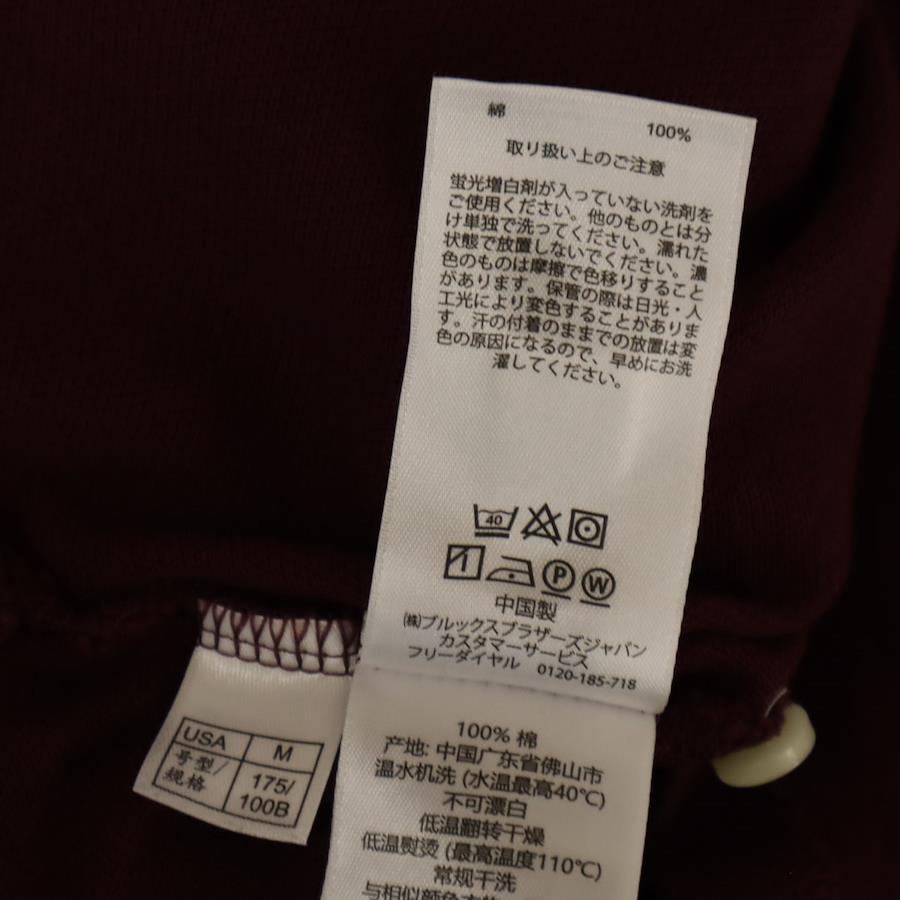 綿
100%
取り扱い上のご注意
蛍光増白剤が入っていない洗剤を
ご使用ください。他のものとは分
け単独で洗ってください。濡れた
状態で放置しないでください。濃
色のものは摩擦で色移りすること
があります。保管の際は日光・人
工光により変色することがありま
す。汗の付着のままでの放置は変
色の原因になるので、早めにお洗
濯してください。
40
P W
中国製
㈱ブルックスブラザーズジャパン
カスタマーサービス
フリーダイヤル 0120-185-718
100% 棉
产地: 中国广东省佛山市
温水机洗 (水温最高40℃)
不可漂白
低温翻转干燥
低温熨烫 (最高温度110℃)
常规干洗
与相似颜色衣物
USA M
号型/
规格
175/
100B